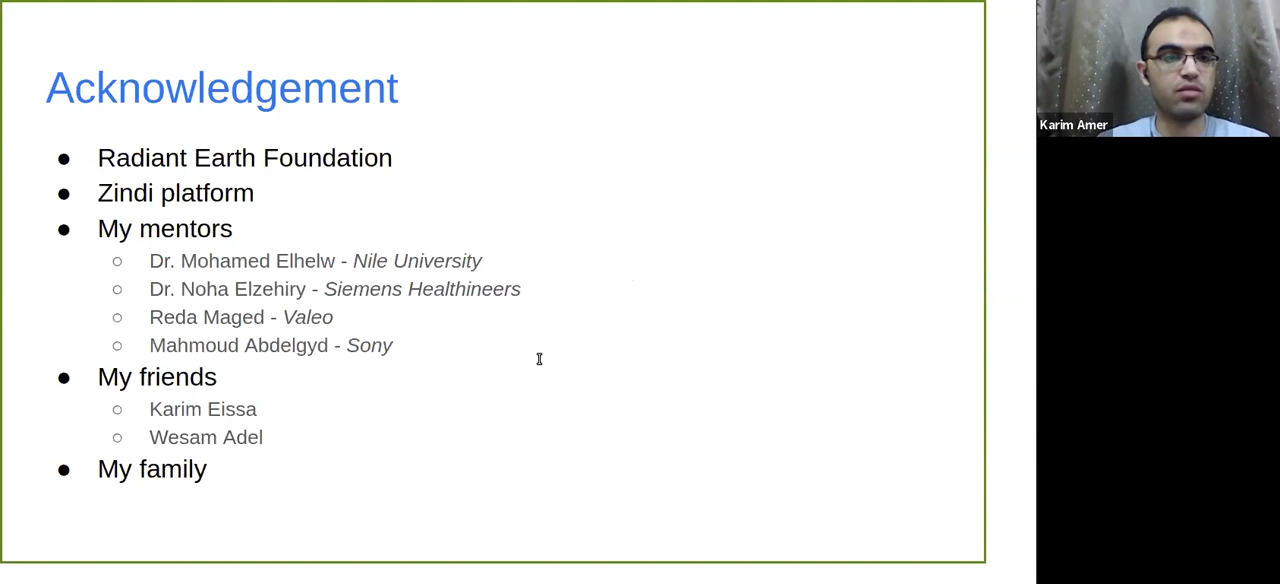 Acknowledgement
● Radiant Earth Foundation
● Zindi platform
● My mentors
○ Dr. Mohamed Elhelw - Nile University
○ Dr. Noha Elzehiry - Siemens Healthineers
○ Reda Maged - Valeo
○ Mahmoud Abdelgyd - Sony
● My friends
○ Karim Eissa
○ Wesam Adel
● My family
Karim Amer